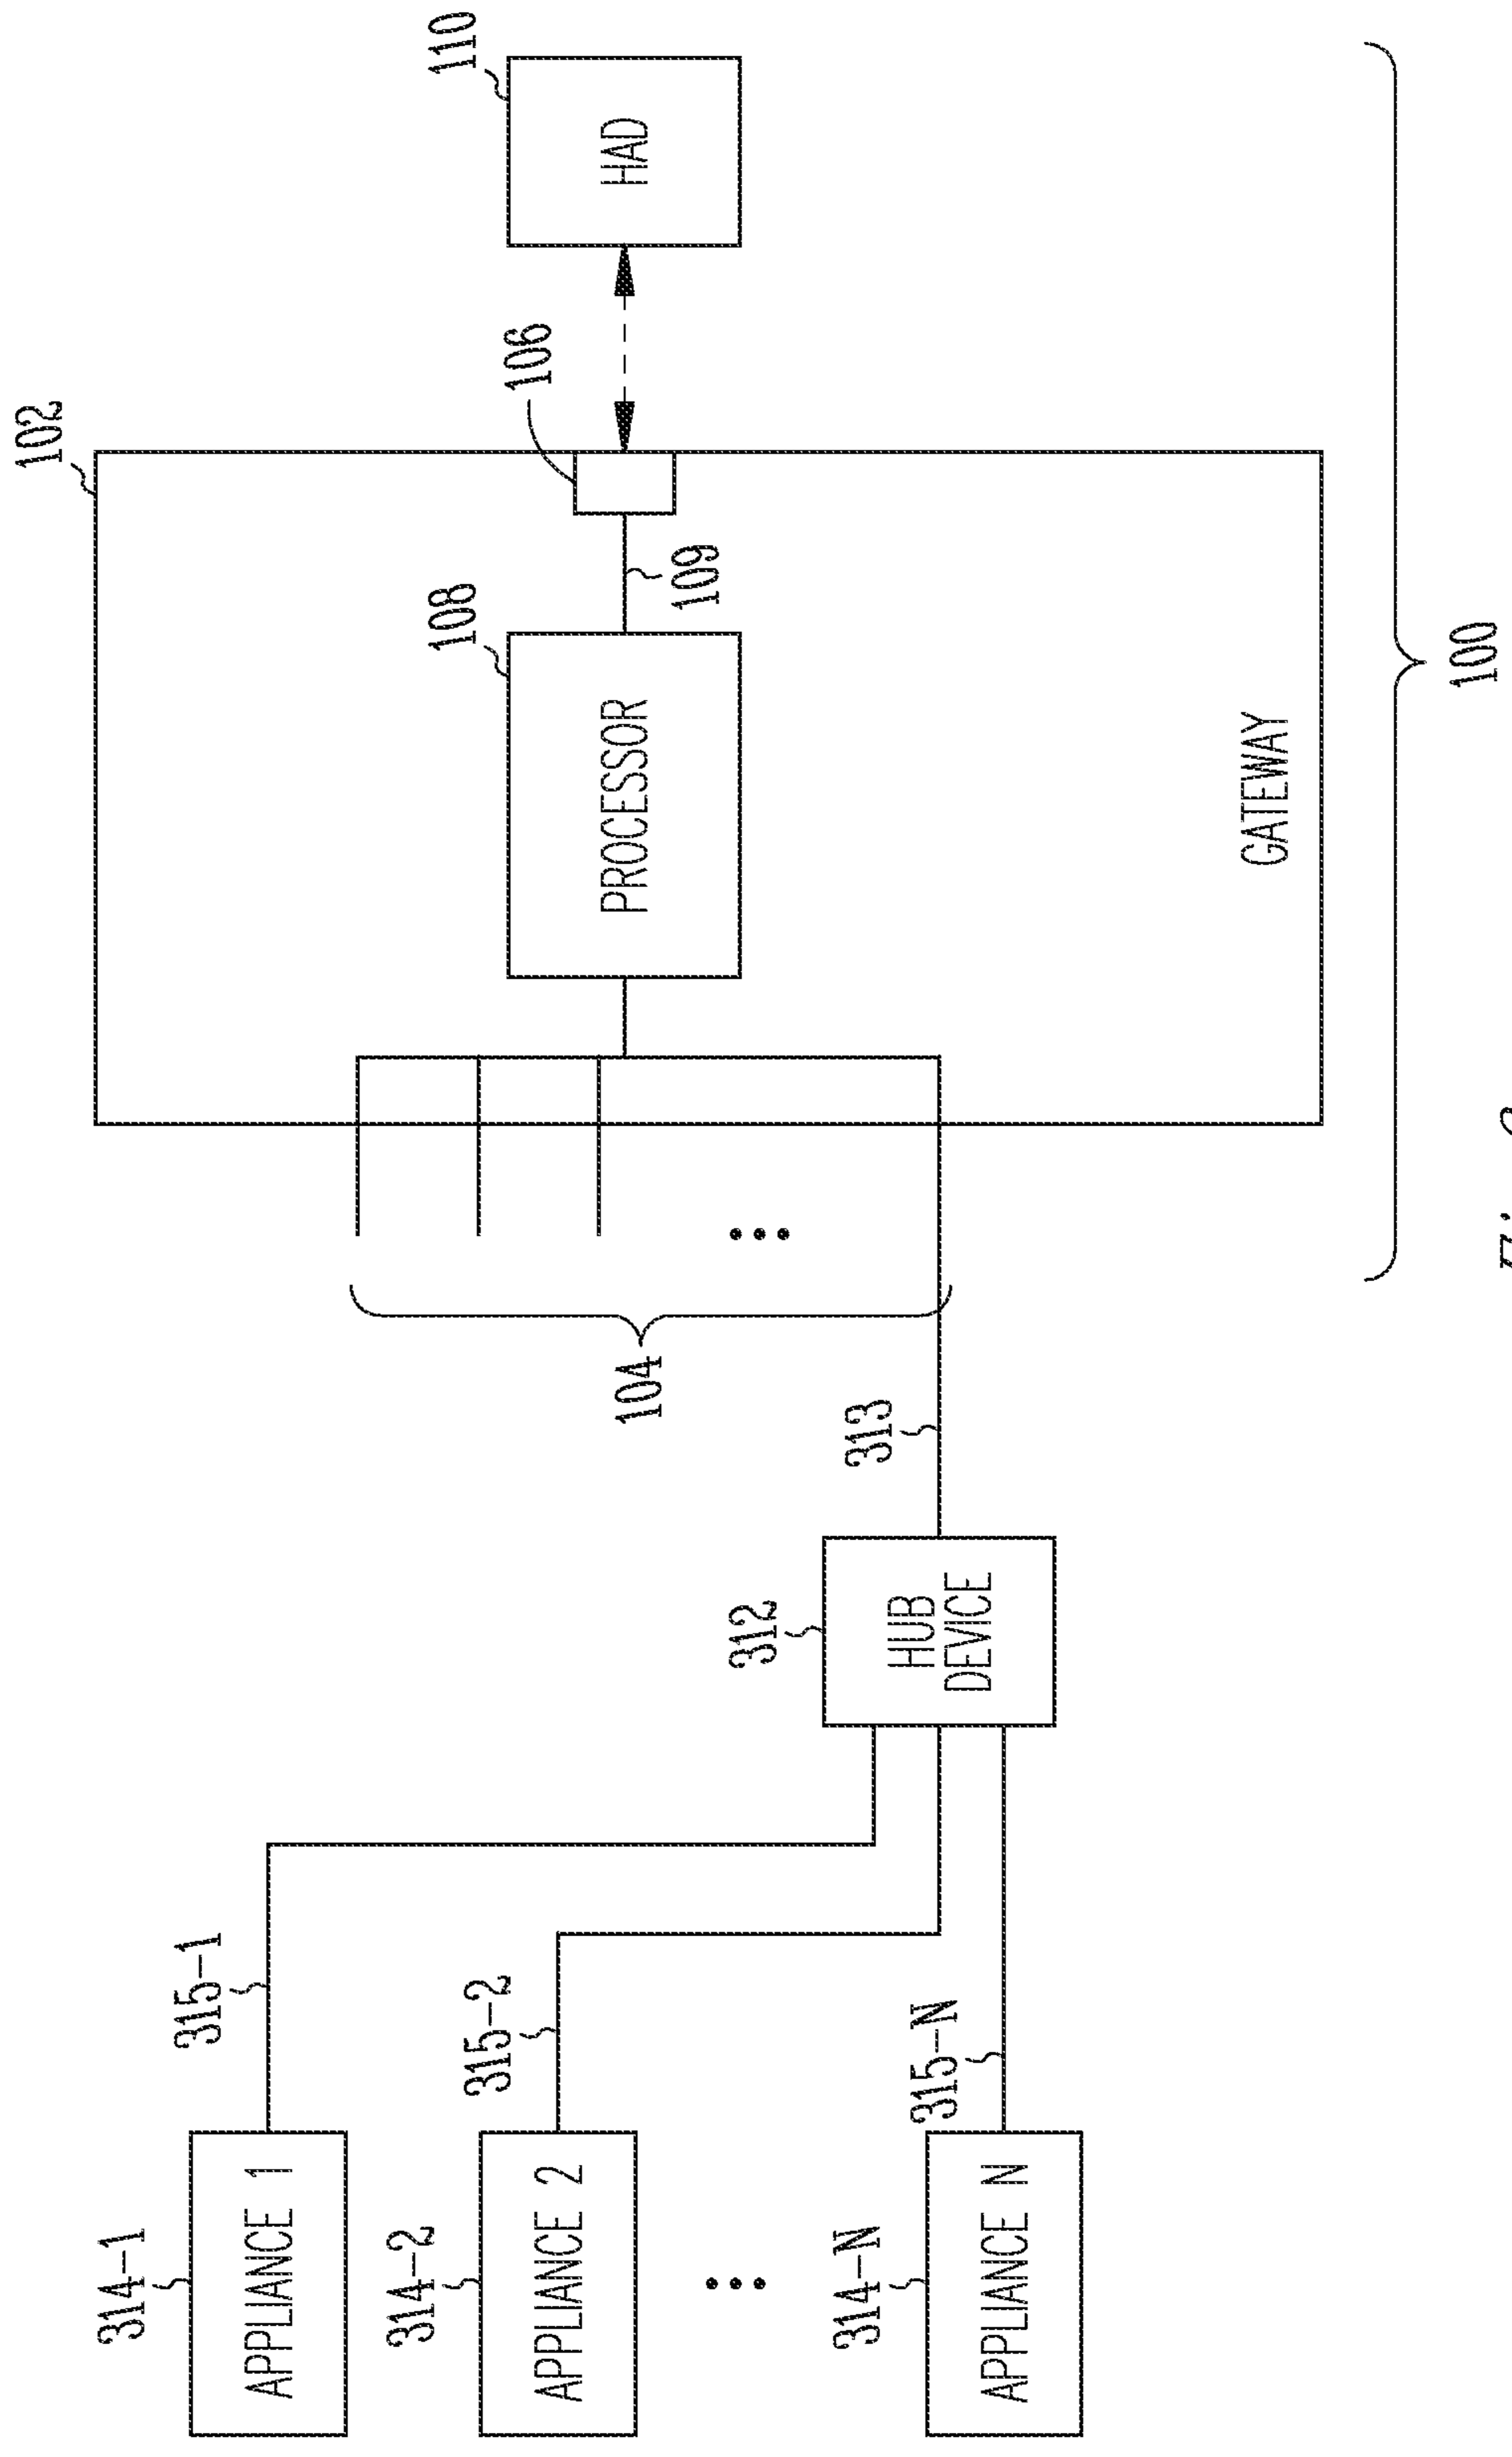 314-1
APPLIANCE 1
315-1
314-2
APPLIANCE 2
315-2
314-N
APPLIANCE N
315-N
312
HUB
DEVICE
313
104
102
108
PROCESSOR
109
106
GATEWAY
110
HAD
100